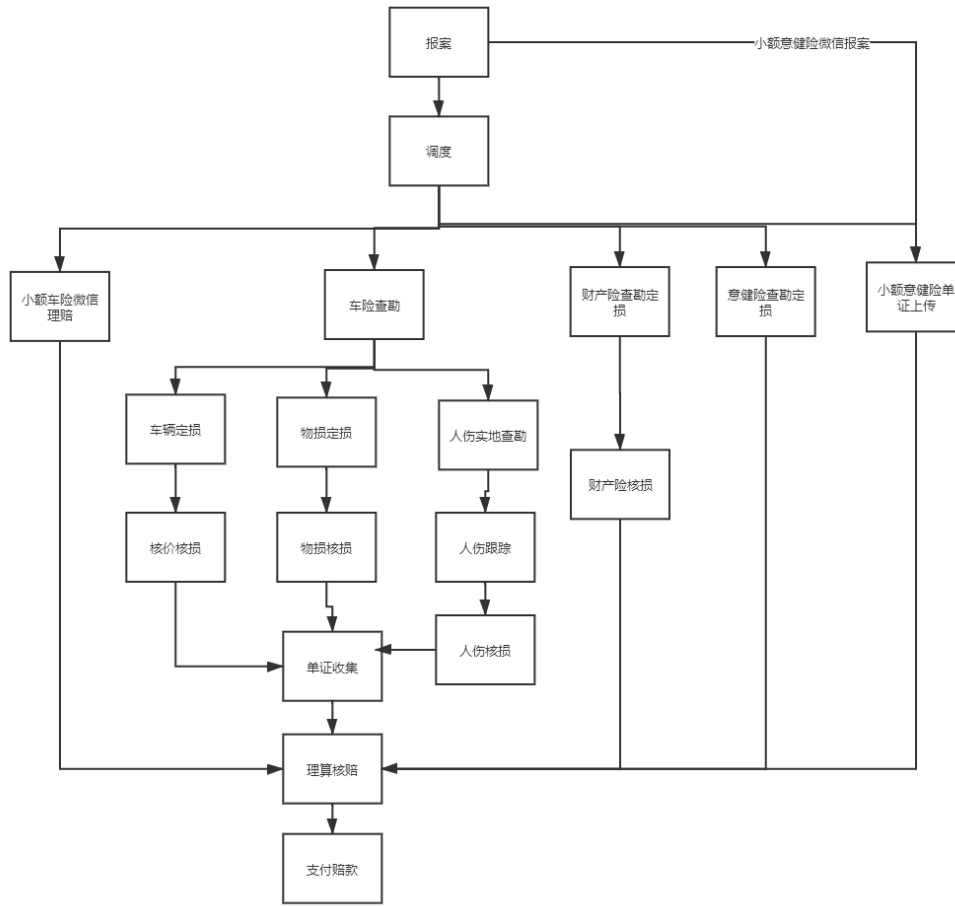 报案
小额意健险微信报案
调度
小额车险微信
理赔
车险查勘
财产险查勘定
损
意健险查勘定
损
小额意健险单
证上传
车辆定损
物损定损
人伤实地查勘
财产险核损
核价核损
物损核损
人伤跟踪
单证收集
人伤核损
理算核赔
支付赔款